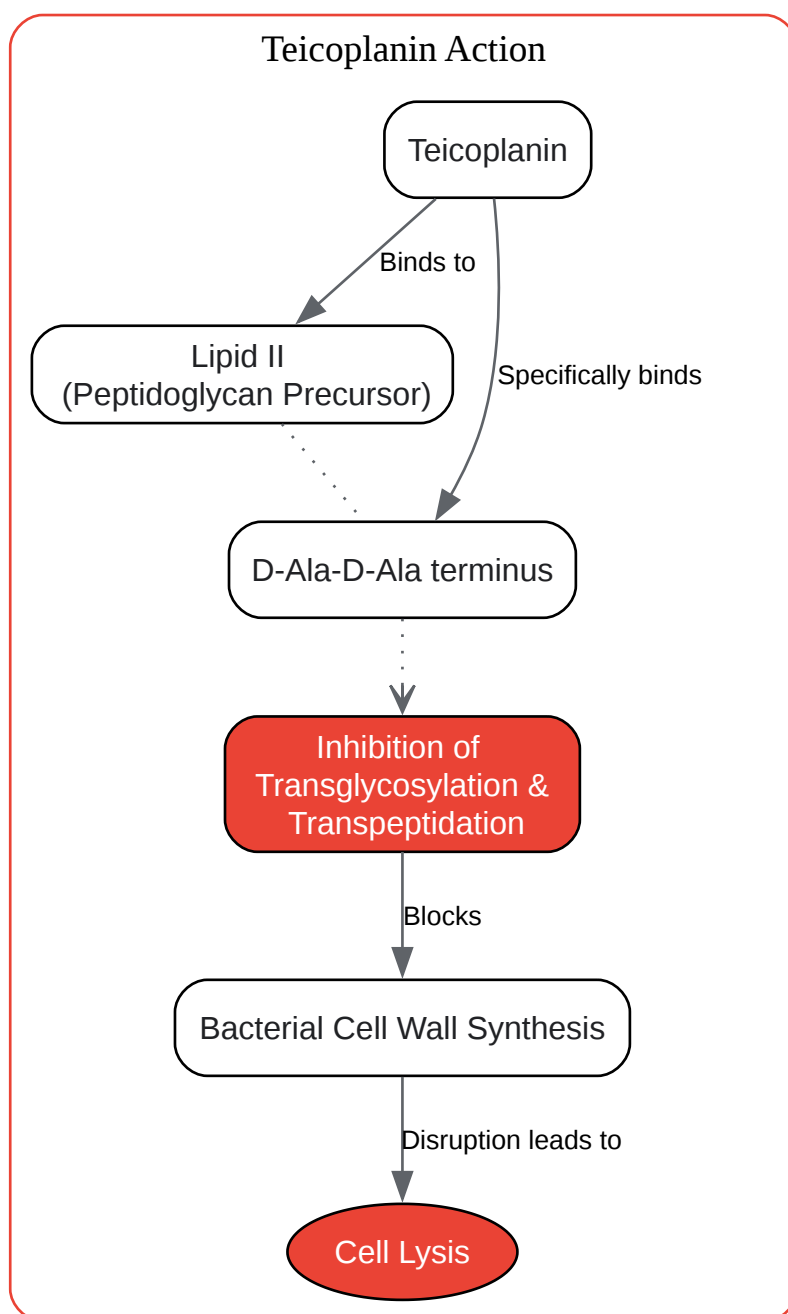 Teicoplanin Action
Teicoplanin
Binds to
Lipid II
(Peptidoglycan Precursor)
Specifically binds
D-Ala-D-Ala terminus
Inhibition of
Transglycosylation &
Transpeptidation
Blocks
Bacterial Cell Wall Synthesis
Disruption leads to
Cell Lysis